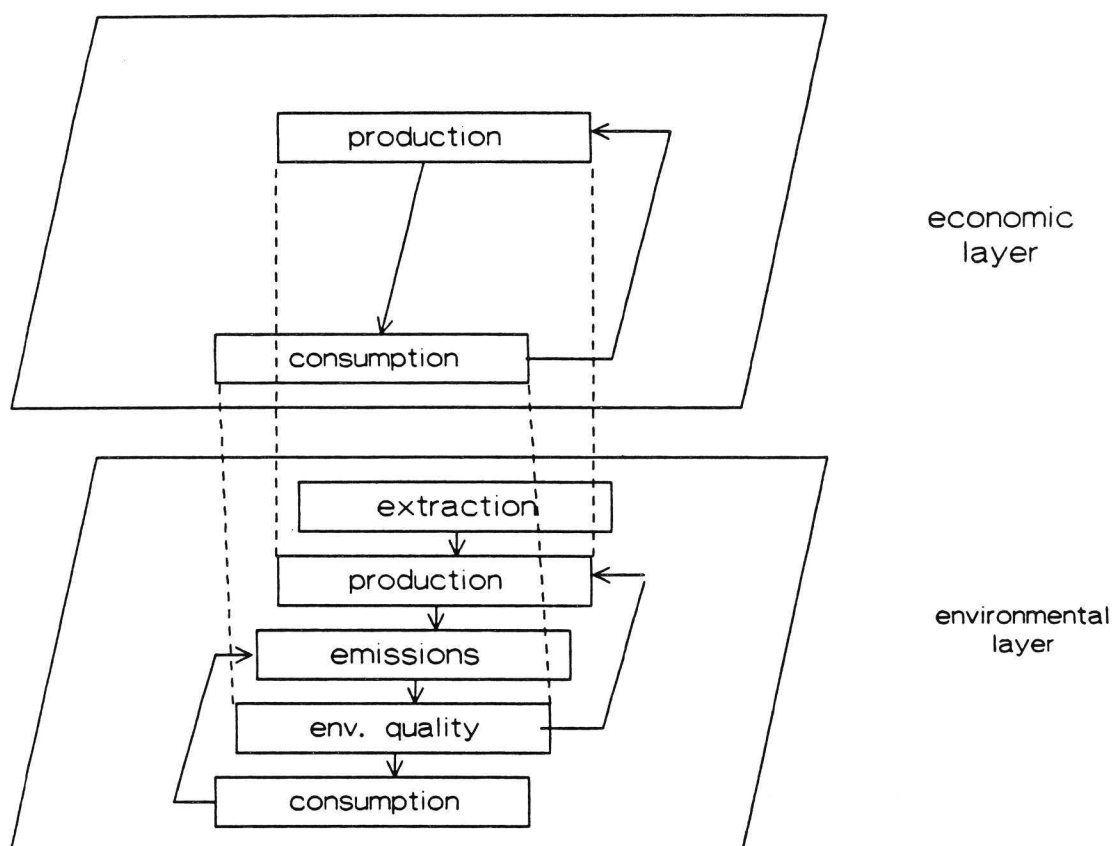 production
economic
layer
consumption
extraction
production
environmental
layer
emissions
env. quality
consumption